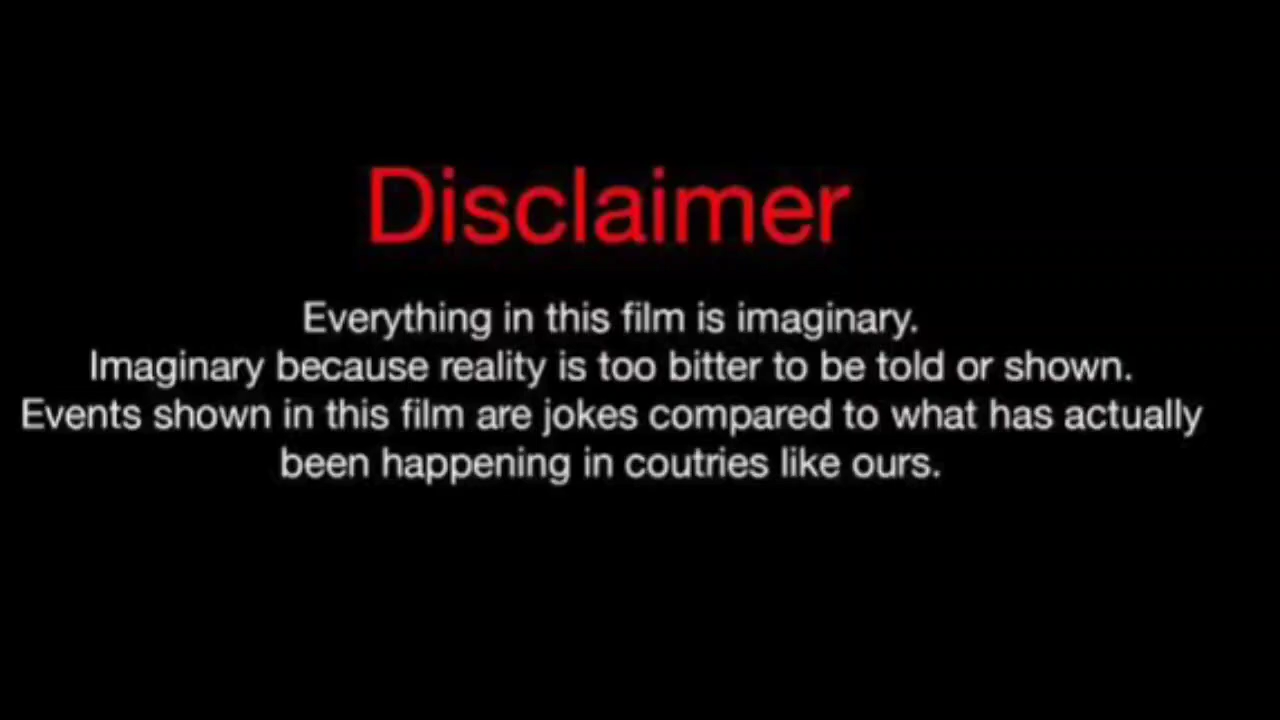 Disclaimer
Everything in this film is imaginary.
Imaginary because reality is too bitter to be told or shown.
Events shown in this film are jokes compared to what has actually
been happening in coutries like ours.